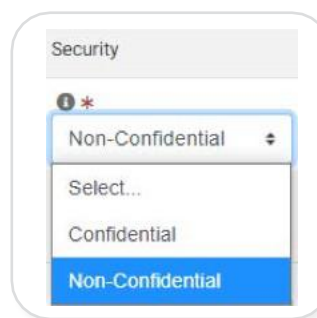 Security
*
Non-Confidential
Select...
Confidential
Non-Confidential